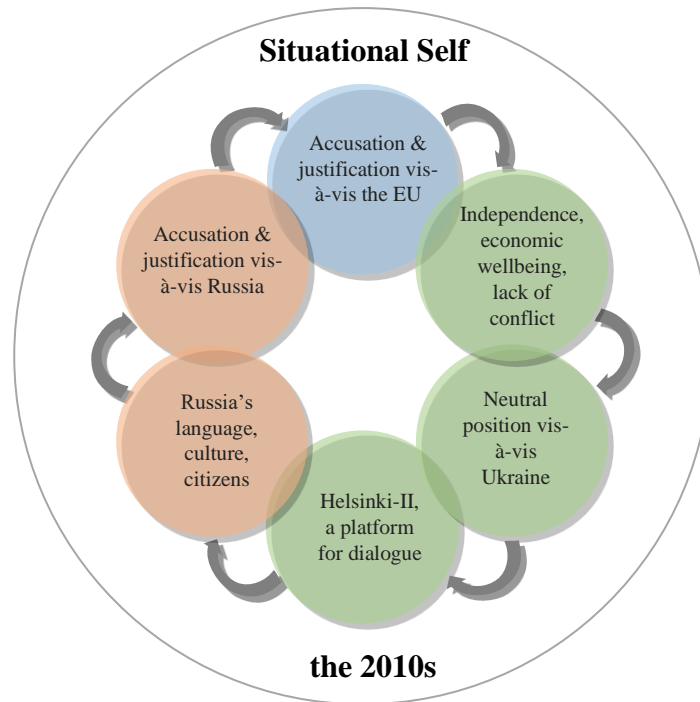 Situational Self
Accusation &
justification vis-
à-vis the EU
Independence,
economic
wellbeing,
lack of
conflict
Neutral
position vis-
à-vis
Ukraine
Helsinki-II,
a platform
for dialogue
Russia’s
language,
culture,
citizens
Accusation &
justification vis-
à-vis Russia
the 2010s